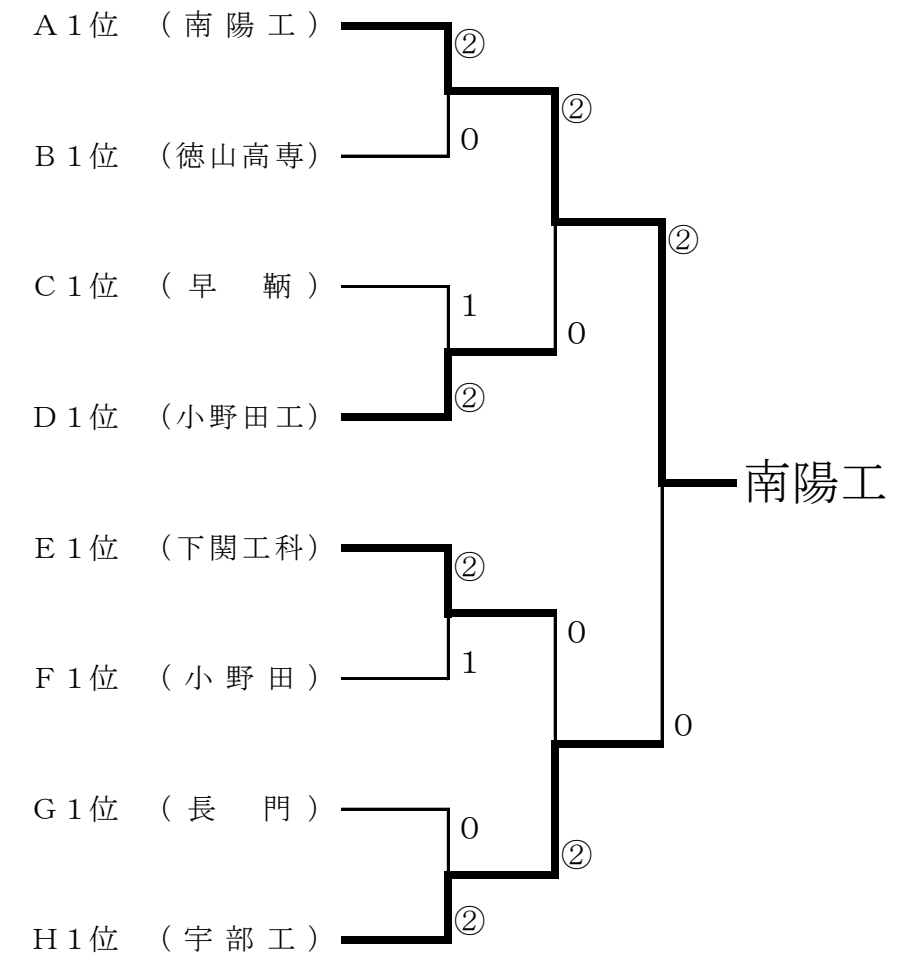 Ａ１位　（南陽工）
②
②
Ｂ１位　（徳山高専）
０
②
Ｃ１位　（早　鞆）
１
０
Ｄ１位　（小野田工）
②
南陽工
Ｅ１位　（下関工科）
②
０
Ｆ１位　（小野田）
１
０
Ｇ１位　（長　門）
０
②
Ｈ１位　（宇部工）
②